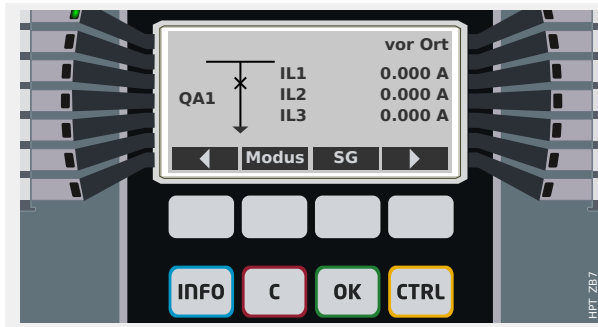 vor Ort
IL1 0.000 A
QA1 IL2 0.000 A
IL3 0.000 A
Modus SG
INFO C OK CTRL
HPT ZB7